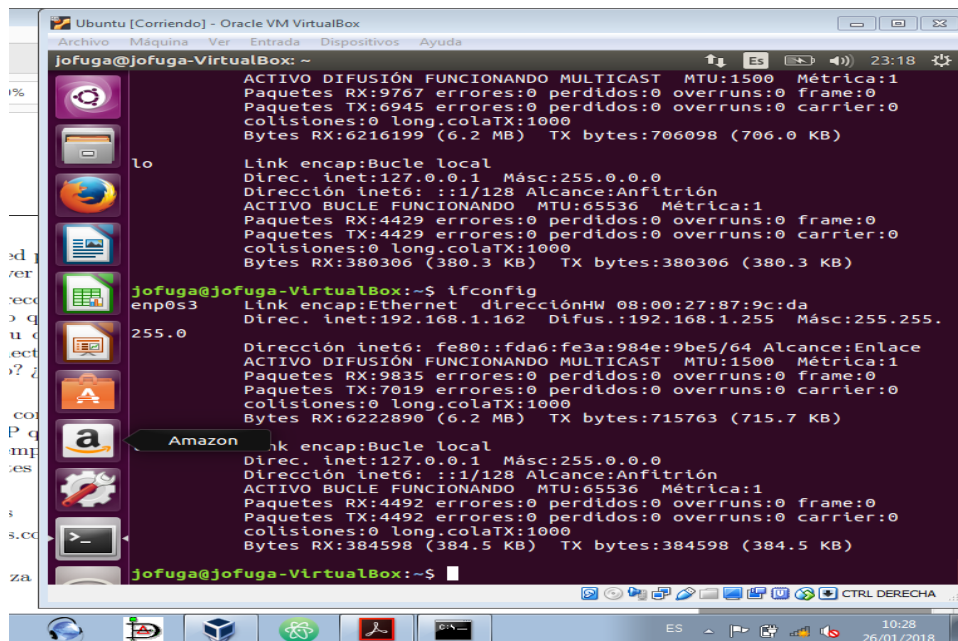 Ubuntu [Corriendo] - Oracle VM VirtualBox
Archivo Máquina Ver Entrada Dispositivos Ayuda
jofuga@jofuga-VirtualBox: ~ Es 23:18
ACTIVO DIFUSIÓN FUNCIONANDO MULTICAST MTU:1500 Métrica:1
Paquetes RX:9767 errores:0 perdidos:0 overruns:0 frame:0
Paquetes TX:6945 errores:0 perdidos:0 overruns:0 carrier:0
colisiones:0 long.colaTX:1000
Bytes RX:6216199 (6.2 MB) TX bytes:706098 (706.0 KB)
lo Link encap:Bucle local
Direc. inet:127.0.0.1 Másc:255.0.0.0
Dirección inet6: ::1/128 Alcance:Anfitrión
ACTIVO BUCLE FUNCIONANDO MTU:65536 Métrica:1
Paquetes RX:4429 errores:0 perdidos:0 overruns:0 frame:0
Paquetes TX:4429 errores:0 perdidos:0 overruns:0 carrier:0
colisiones:0 long.colaTX:1000
Bytes RX:380306 (380.3 KB) TX bytes:380306 (380.3 KB)
jofuga@jofuga-VirtualBox:~$ ifconfig
enp0s3 Link encap:Ethernet direcciónHW 08:00:27:87:9c:da
Direc. inet:192.168.1.162 Difus.:192.168.1.255 Másc:255.255.
255.0
Dirección inet6: fe80::fda6:fe3a:984e:9be5/64 Alcance:Enlace
ACTIVO DIFUSIÓN FUNCIONANDO MULTICAST MTU:1500 Métrica:1
Paquetes RX:9835 errores:0 perdidos:0 overruns:0 frame:0
Paquetes TX:7019 errores:0 perdidos:0 overruns:0 carrier:0
colisiones:0 long.colaTX:1000
Bytes RX:6222890 (6.2 MB) TX bytes:715763 (715.7 KB)
Amazon
nk encap:Bucle local
Direc. inet:127.0.0.1 Másc:255.0.0.0
Dirección inet6: ::1/128 Alcance:Anfitrión
ACTIVO BUCLE FUNCIONANDO MTU:65536 Métrica:1
Paquetes RX:4492 errores:0 perdidos:0 overruns:0 frame:0
Paquetes TX:4492 errores:0 perdidos:0 overruns:0 carrier:0
colisiones:0 long.colaTX:1000
Bytes RX:384598 (384.5 KB) TX bytes:384598 (384.5 KB)
jofuga@jofuga-VirtualBox:~$
CTRL DERECHA
ES 10:28
26/01/2018